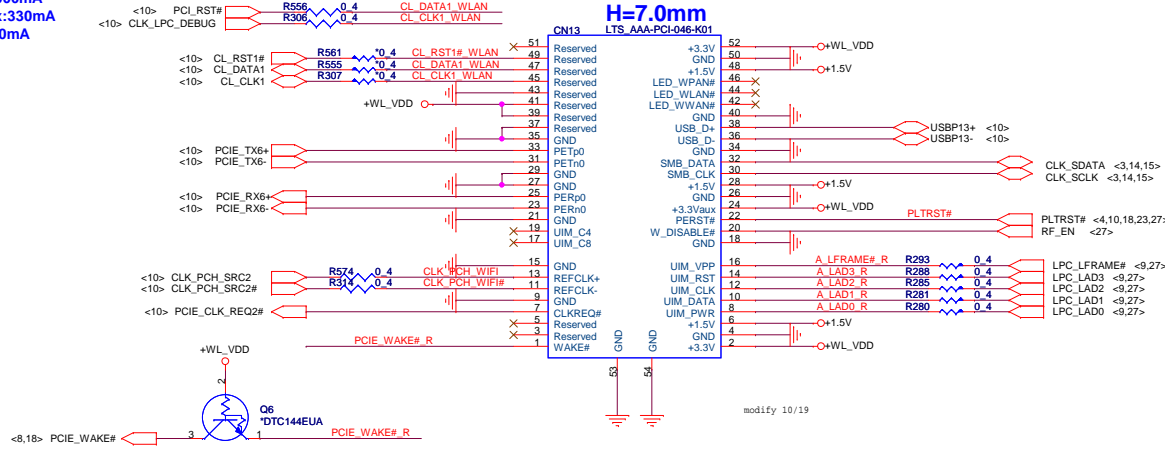 :330mA
0mA
H=7.0mm
CN13 LTS_AAA-PCI-046-K01
<10> PCI_RST# R556 0_4 CL_DATA1_WLAN
<10> CLK_LPC_DEBUG R306 0_4 CL_CLK1_WLAN
<10> CL_RST1# R561 *0_4 CL_RST1#_WLAN
<10> CL_DATA1 R555 *0_4 CL_DATA1_WLAN
<10> CL_CLK1 R307 *0_4 CL_CLK1_WLAN
+WL_VDD
<10> PCIE_TX6+
<10> PCIE_TX6-
<10> PCIE_RX6+
<10> PCIE_RX6-
<10> CLK_PCH_SRC2 R574 0_4 CLK_PCH_WIFI
<10> CLK_PCH_SRC2# R314 0_4 CLK_PCH_WIFI#
<10> PCIE_CLK_REQ2#
PCIE_WAKE#_R
51 Reserved
49 Reserved
47 Reserved
45 Reserved
43 Reserved
41 Reserved
39 Reserved
37 Reserved
35 GND
33 PETp0
31 PETn0
29 GND
27 GND
25 PERp0
23 PERn0
21 GND
19 UIM_C4
17 UIM_C8
15 GND
13 REFCLK+
11 REFCLK-
9 GND
7 CLKREQ#
5 Reserved
3 Reserved
1 WAKE#
+3.3V 52 +WL_VDD
GND 50
+1.5V 48 +1.5V
LED_WPAN# 46
LED_WLAN# 44
LED_WWAN# 42
GND 40
USB_D+ 38 USBP13+ <10>
USB_D- 36 USBP13- <10>
GND 34
SMB_DATA 32 CLK_SDATA <3,14,15>
SMB_CLK 30 CLK_SCLK <3,14,15>
+1.5V 28 +1.5V
GND 26
+3.3Vaux 24 +WL_VDD
PERST# 22 PLTRST# PLTRST# <4,10,18,23,27>
W_DISABLE# 20 RF_EN <27>
GND 18
UIM_VPP 16 A_LFRAME#_R R293 0_4 LPC_LFRAME# <9,27>
UIM_RST 14 A_LAD3_R R288 0_4 LPC_LAD3 <9,27>
UIM_CLK 12 A_LAD2_R R285 0_4 LPC_LAD2 <9,27>
UIM_DATA 10 A_LAD1_R R281 0_4 LPC_LAD1 <9,27>
UIM_PWR 8 A_LAD0_R R280 0_4 LPC_LAD0 <9,27>
+1.5V 6 +1.5V
GND 4
+3.3V 2 +WL_VDD
GND GND
53 54
modify 10/19
+WL_VDD
2
Q6
*DTC144EUA
<8,18> PCIE_WAKE# 3 1 PCIE_WAKE#_R